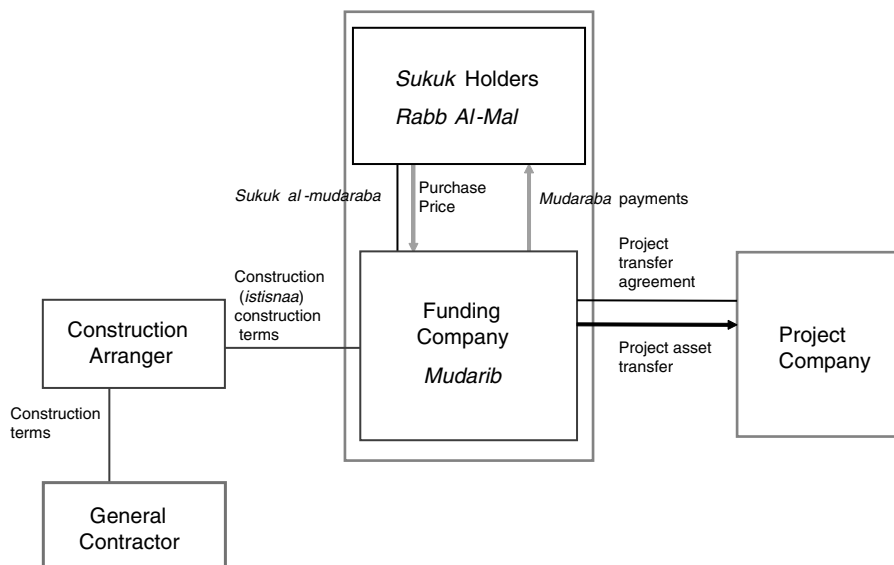 Sukuk Holders
Rabb Al-Mal
Sukuk al-mudaraba
Purchase
Price
Mudaraba payments
Project
transfer
agreement
Construction
(istisnaa)
construction
terms
Funding
Company
Mudarib
Construction
Arranger
Project
Company
Project asset
transfer
Construction
terms
General
Contractor